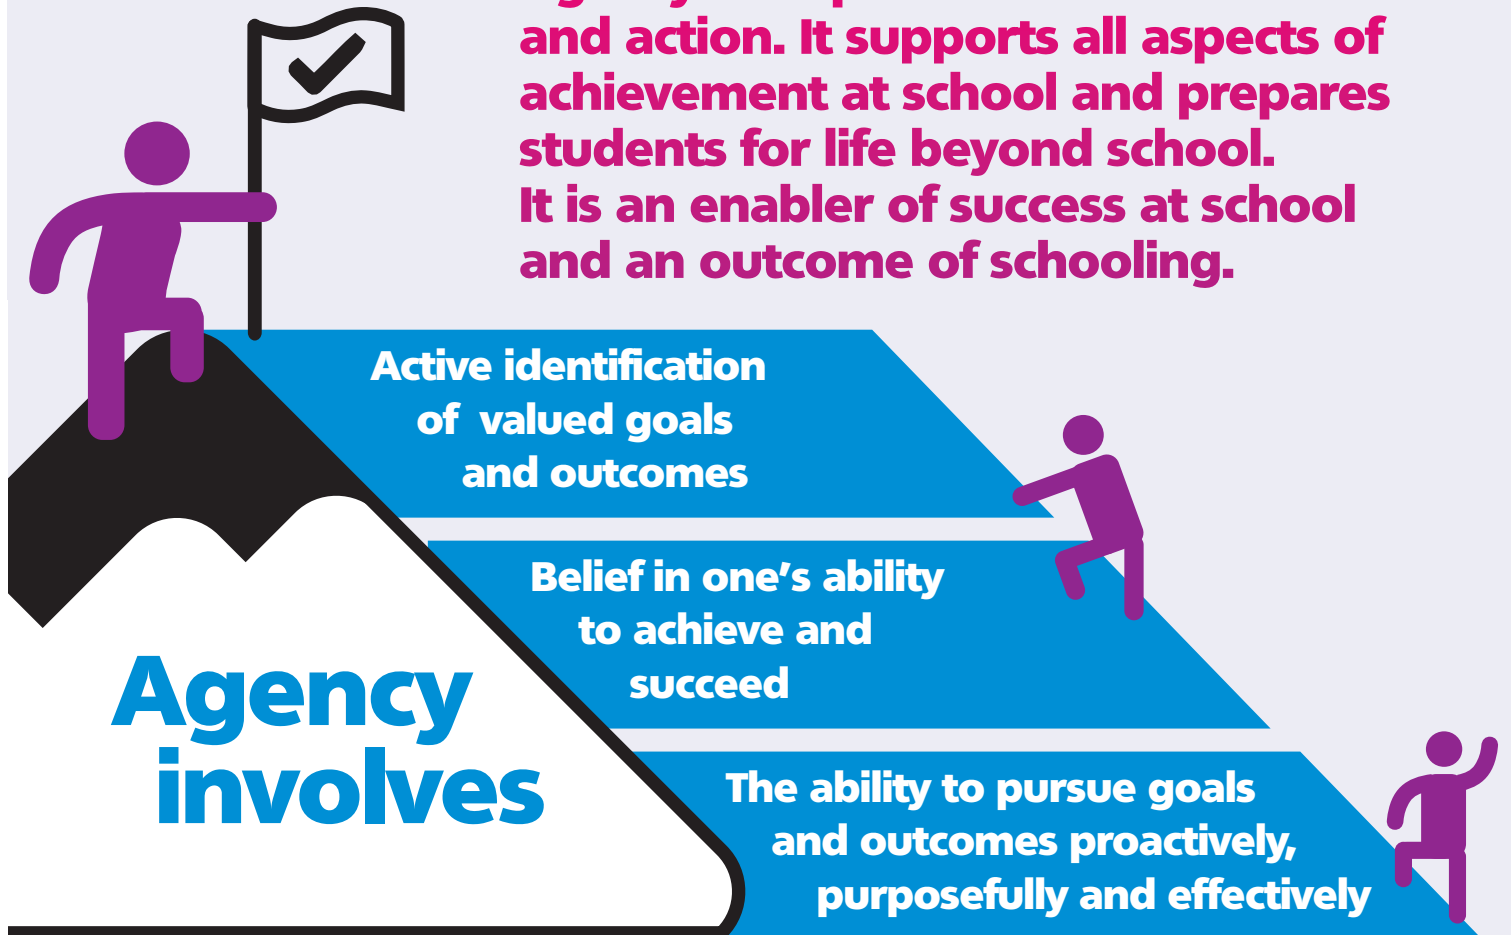 and action. It supports all aspects of
achievement at school and prepares
students for life beyond school.
It is an enabler of success at school
and an outcome of schooling.
Active identification
of valued goals
and outcomes
Belief in one’s ability
to achieve and
succeed
Agency
involves
The ability to pursue goals
and outcomes proactively,
purposefully and effectively